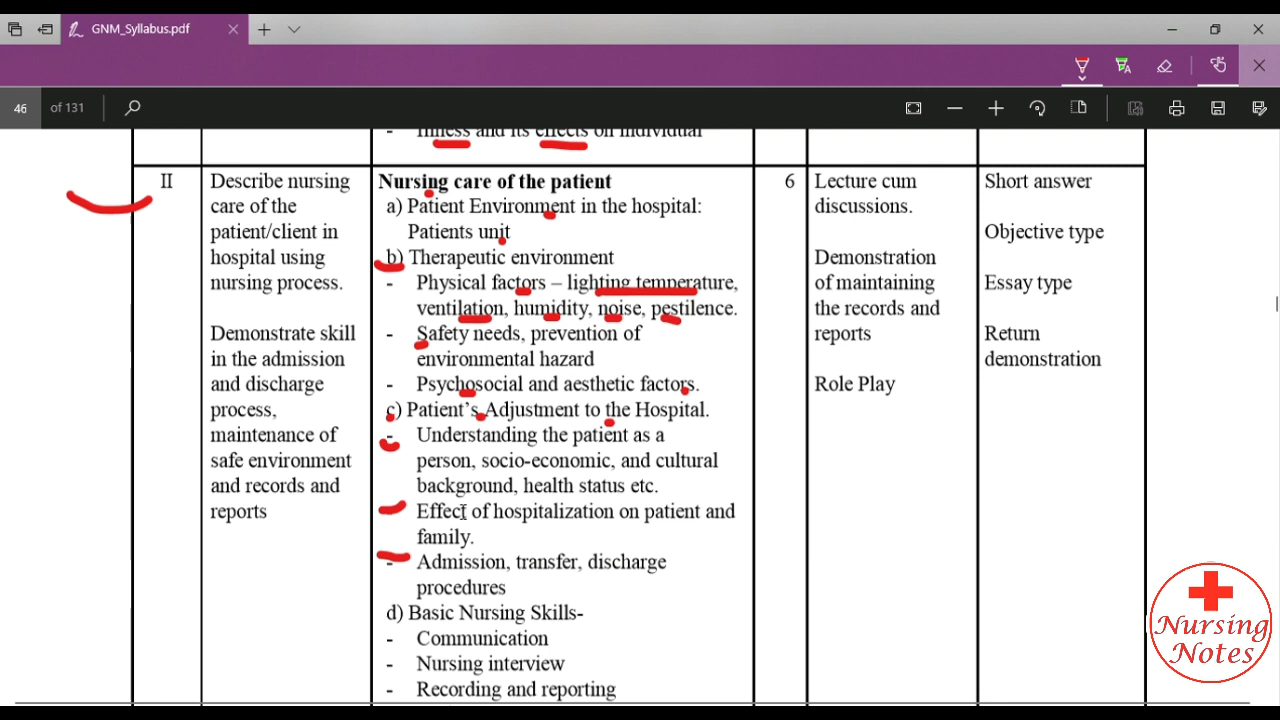 GNM_Syllabus.pdf
46 of 131
- Illness and its effects on individual
II
Describe nursing
care of the
patient/client in
hospital using
nursing process.
Demonstrate skill
in the admission
and discharge
process,
maintenance of
safe environment
and records and
reports
Nursing care of the patient
a) Patient Environment in the hospital:
Patients unit
b) Therapeutic environment
- Physical factors – lighting temperature,
ventilation, humidity, noise, pestilence.
- Safety needs, prevention of
environmental hazard
- Psychosocial and aesthetic factors.
c) Patient’s Adjustment to the Hospital.
- Understanding the patient as a
person, socio-economic, and cultural
background, health status etc.
- Effect of hospitalization on patient and
family.
- Admission, transfer, discharge
procedures
d) Basic Nursing Skills-
- Communication
- Nursing interview
- Recording and reporting
6
Lecture cum
discussions.
Demonstration
of maintaining
the records and
reports
Role Play
Short answer
Objective type
Essay type
Return
demonstration
Nursing
Notes